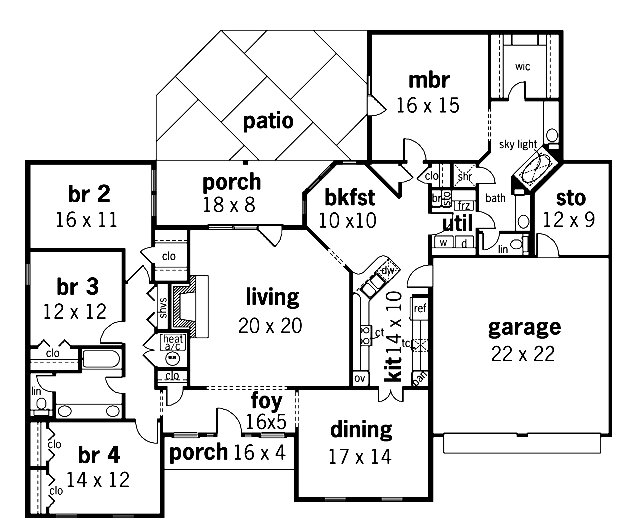 mbr
16 x 15
wic
patio
sky light
porch
18 x 8
bkfst
10 x10
clo
shr
br 2
16 x 11
bath
sto
12 x 9
br
sto
frz
util
w
d
lin
clo
br 3
12 x 12
shvs
living
20 x 20
dw
ref
kit 14 x 10
ct
tc
garage
22 x 22
heat
a/c
clo
clo
ov
pan
lin
foy
16x5
dining
17 x 14
porch 16 x 4
clo
br 4
14 x 12
clo